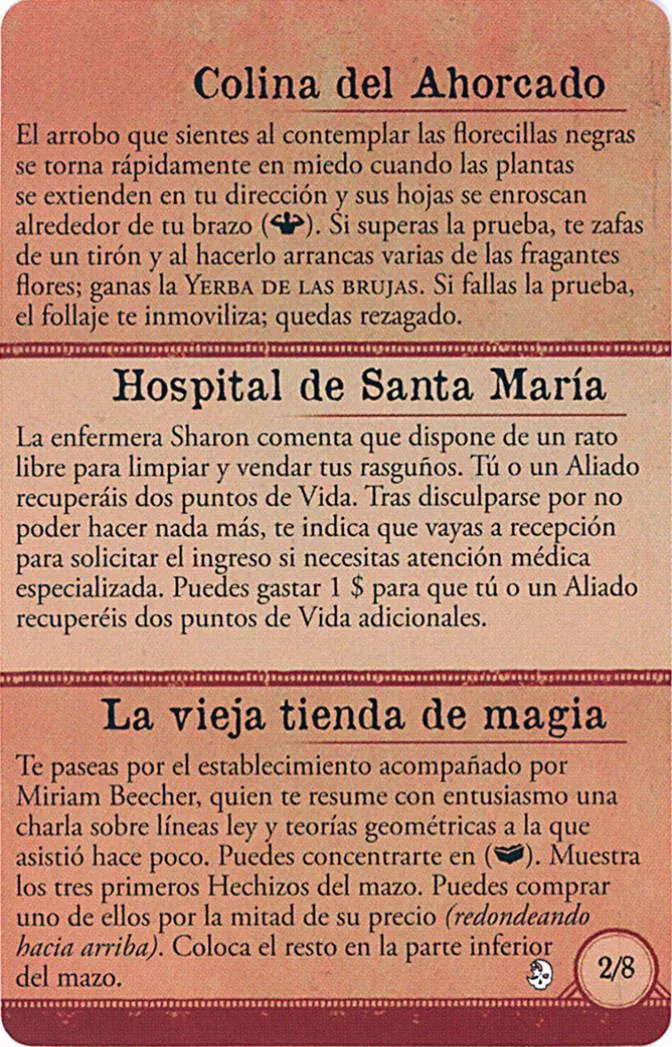 Colina del Ahorcado
El arrobo que sientes al contemplar las florecillas negras
se torna rápidamente en miedo cuando las plantas
se extienden en tu dirección y sus hojas se enroscan
alrededor de tu brazo (). Si superas la prueba, te zafas
de un tirón y al hacerlo arrancas varias de las fragantes
flores; ganas la YERBA DE LAS BRUJAS. Si fallas la prueba,
el follaje te inmoviliza; quedas rezagado.
Hospital de Santa María
La enfermera Sharon comenta que dispone de un rato
libre para limpiar y vendar tus rasguños. Tú o un Aliado
recuperáis dos puntos de Vida. Tras disculparse por no
poder hacer nada más, te indica que vayas a recepción
para solicitar el ingreso si necesitas atención médica
especializada. Puedes gastar 1 $ para que tú o un Aliado
recuperéis dos puntos de Vida adicionales.
La vieja tienda de magia
Te paseas por el establecimiento acompañado por
Miriam Beecher, quien te resume con entusiasmo una
charla sobre líneas ley y teorías geométricas a la que
asistió hace poco. Puedes concentrarte en (). Muestra
los tres primeros Hechizos del mazo. Puedes comprar
uno de ellos por la mitad de su precio (redondeando
hacia arriba). Coloca el resto en la parte inferior
del mazo.
2/8